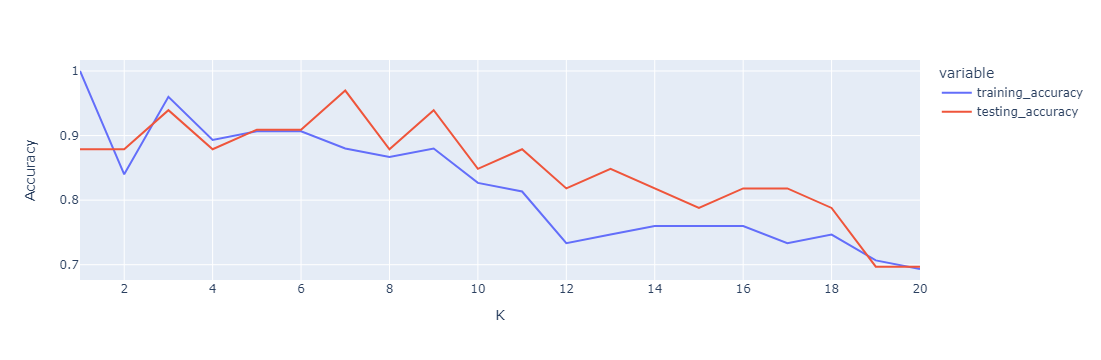 variable
training_accuracy
testing_accuracy
Accuracy
1
0.9
0.8
0.7
2 4 6 8 10 12 14 16 18 20
K